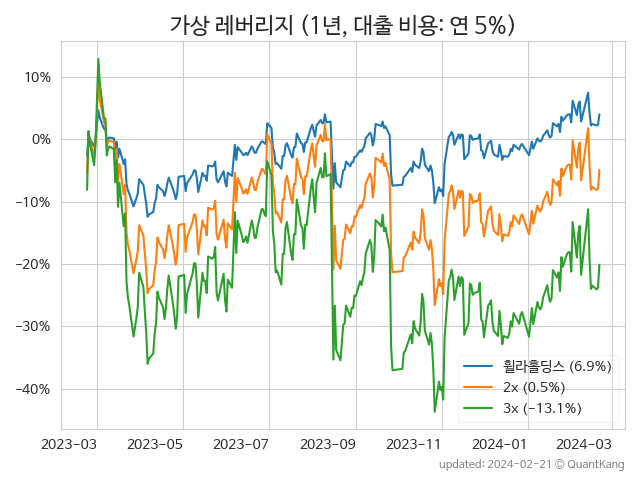 가상 레버리지 (1년, 대출 비용: 연 5%)
10%
0%
−10%
−20%
−30%
−40%
휠라홀딩스 (6.9%)
2x (0.5%)
3x (-13.1%)
2023-03 2023-05 2023-07 2023-09 2023-11 2024-01 2024-03
updated: 2024-02-21 © QuantKang